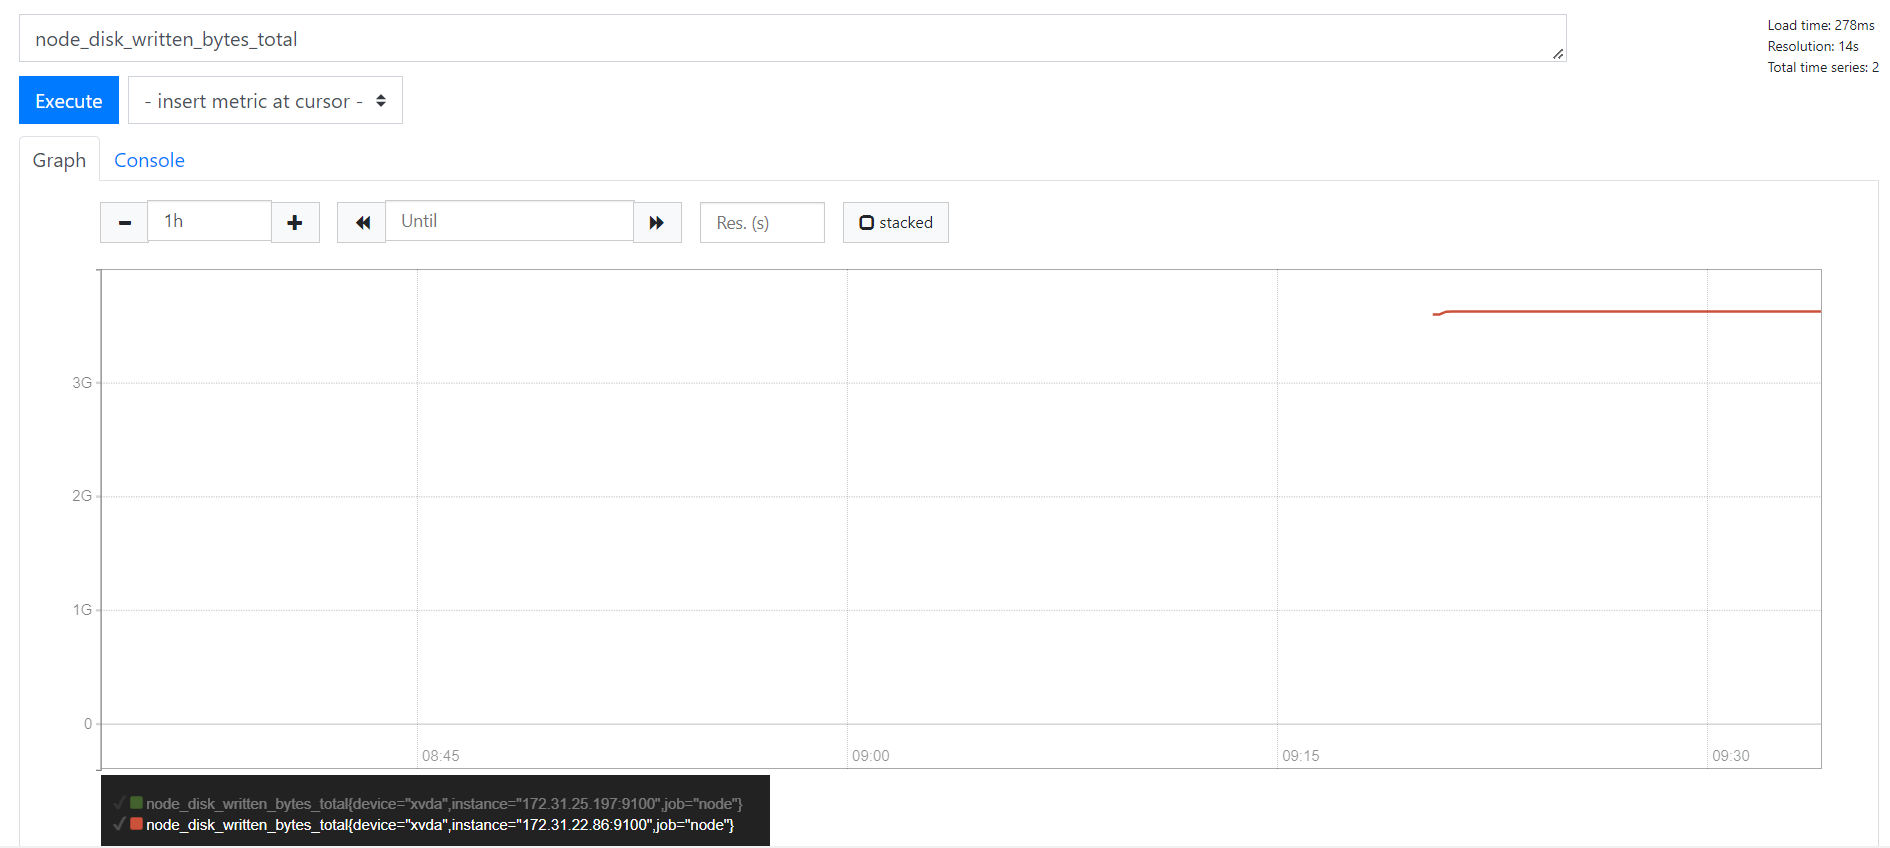 node_disk_written_bytes_total
Load time: 278ms
Resolution: 14s
Total time series: 2
Execute
- insert metric at cursor -
Graph
Console
1h
Until
Res. (s)
stacked
3G
2G
1G
0
08:45
09:00
09:15
09:30
node_disk_written_bytes_total{device="xvda",instance="172.31.25.197:9100",job="node"}
node_disk_written_bytes_total{device="xvda",instance="172.31.22.86:9100",job="node"}